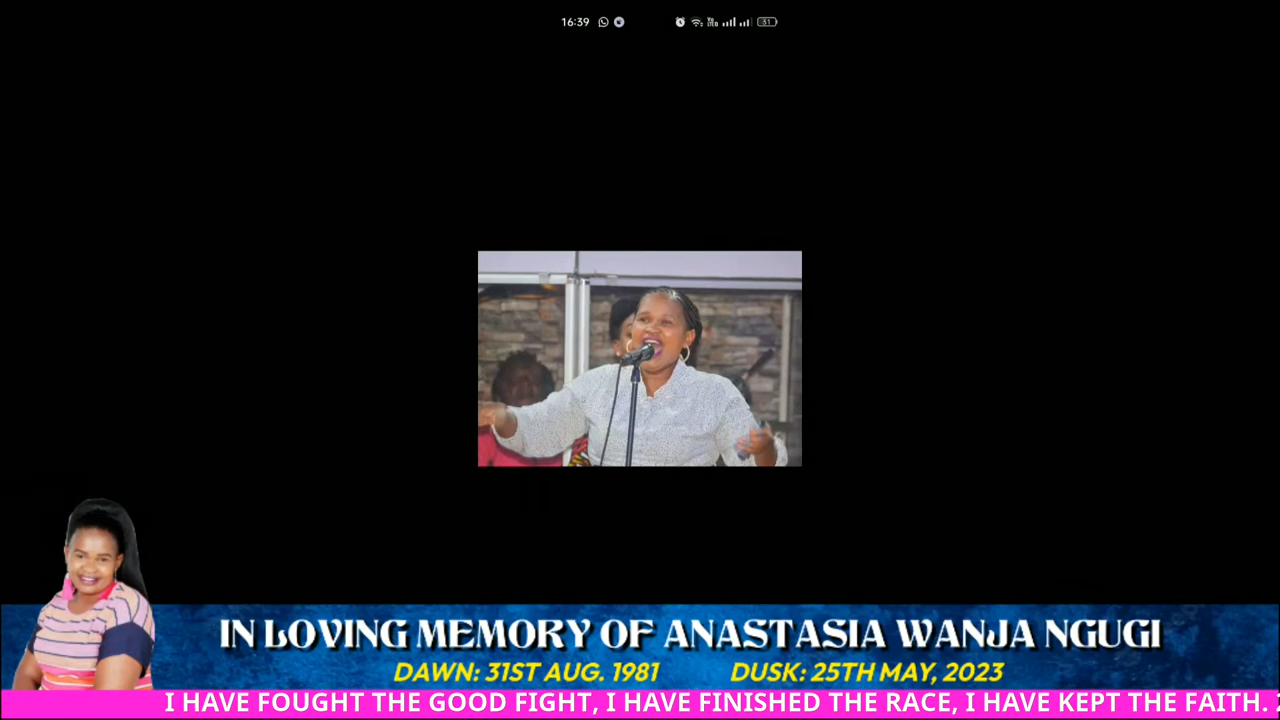 16:39
51
IN LOVING MEMORY OF ANASTASIA WANJA NGUGI
DAWN: 31ST AUG. 1981 DUSK: 25TH MAY, 2023
I HAVE FOUGHT THE GOOD FIGHT, I HAVE FINISHED THE RACE, I HAVE KEPT THE FAITH.